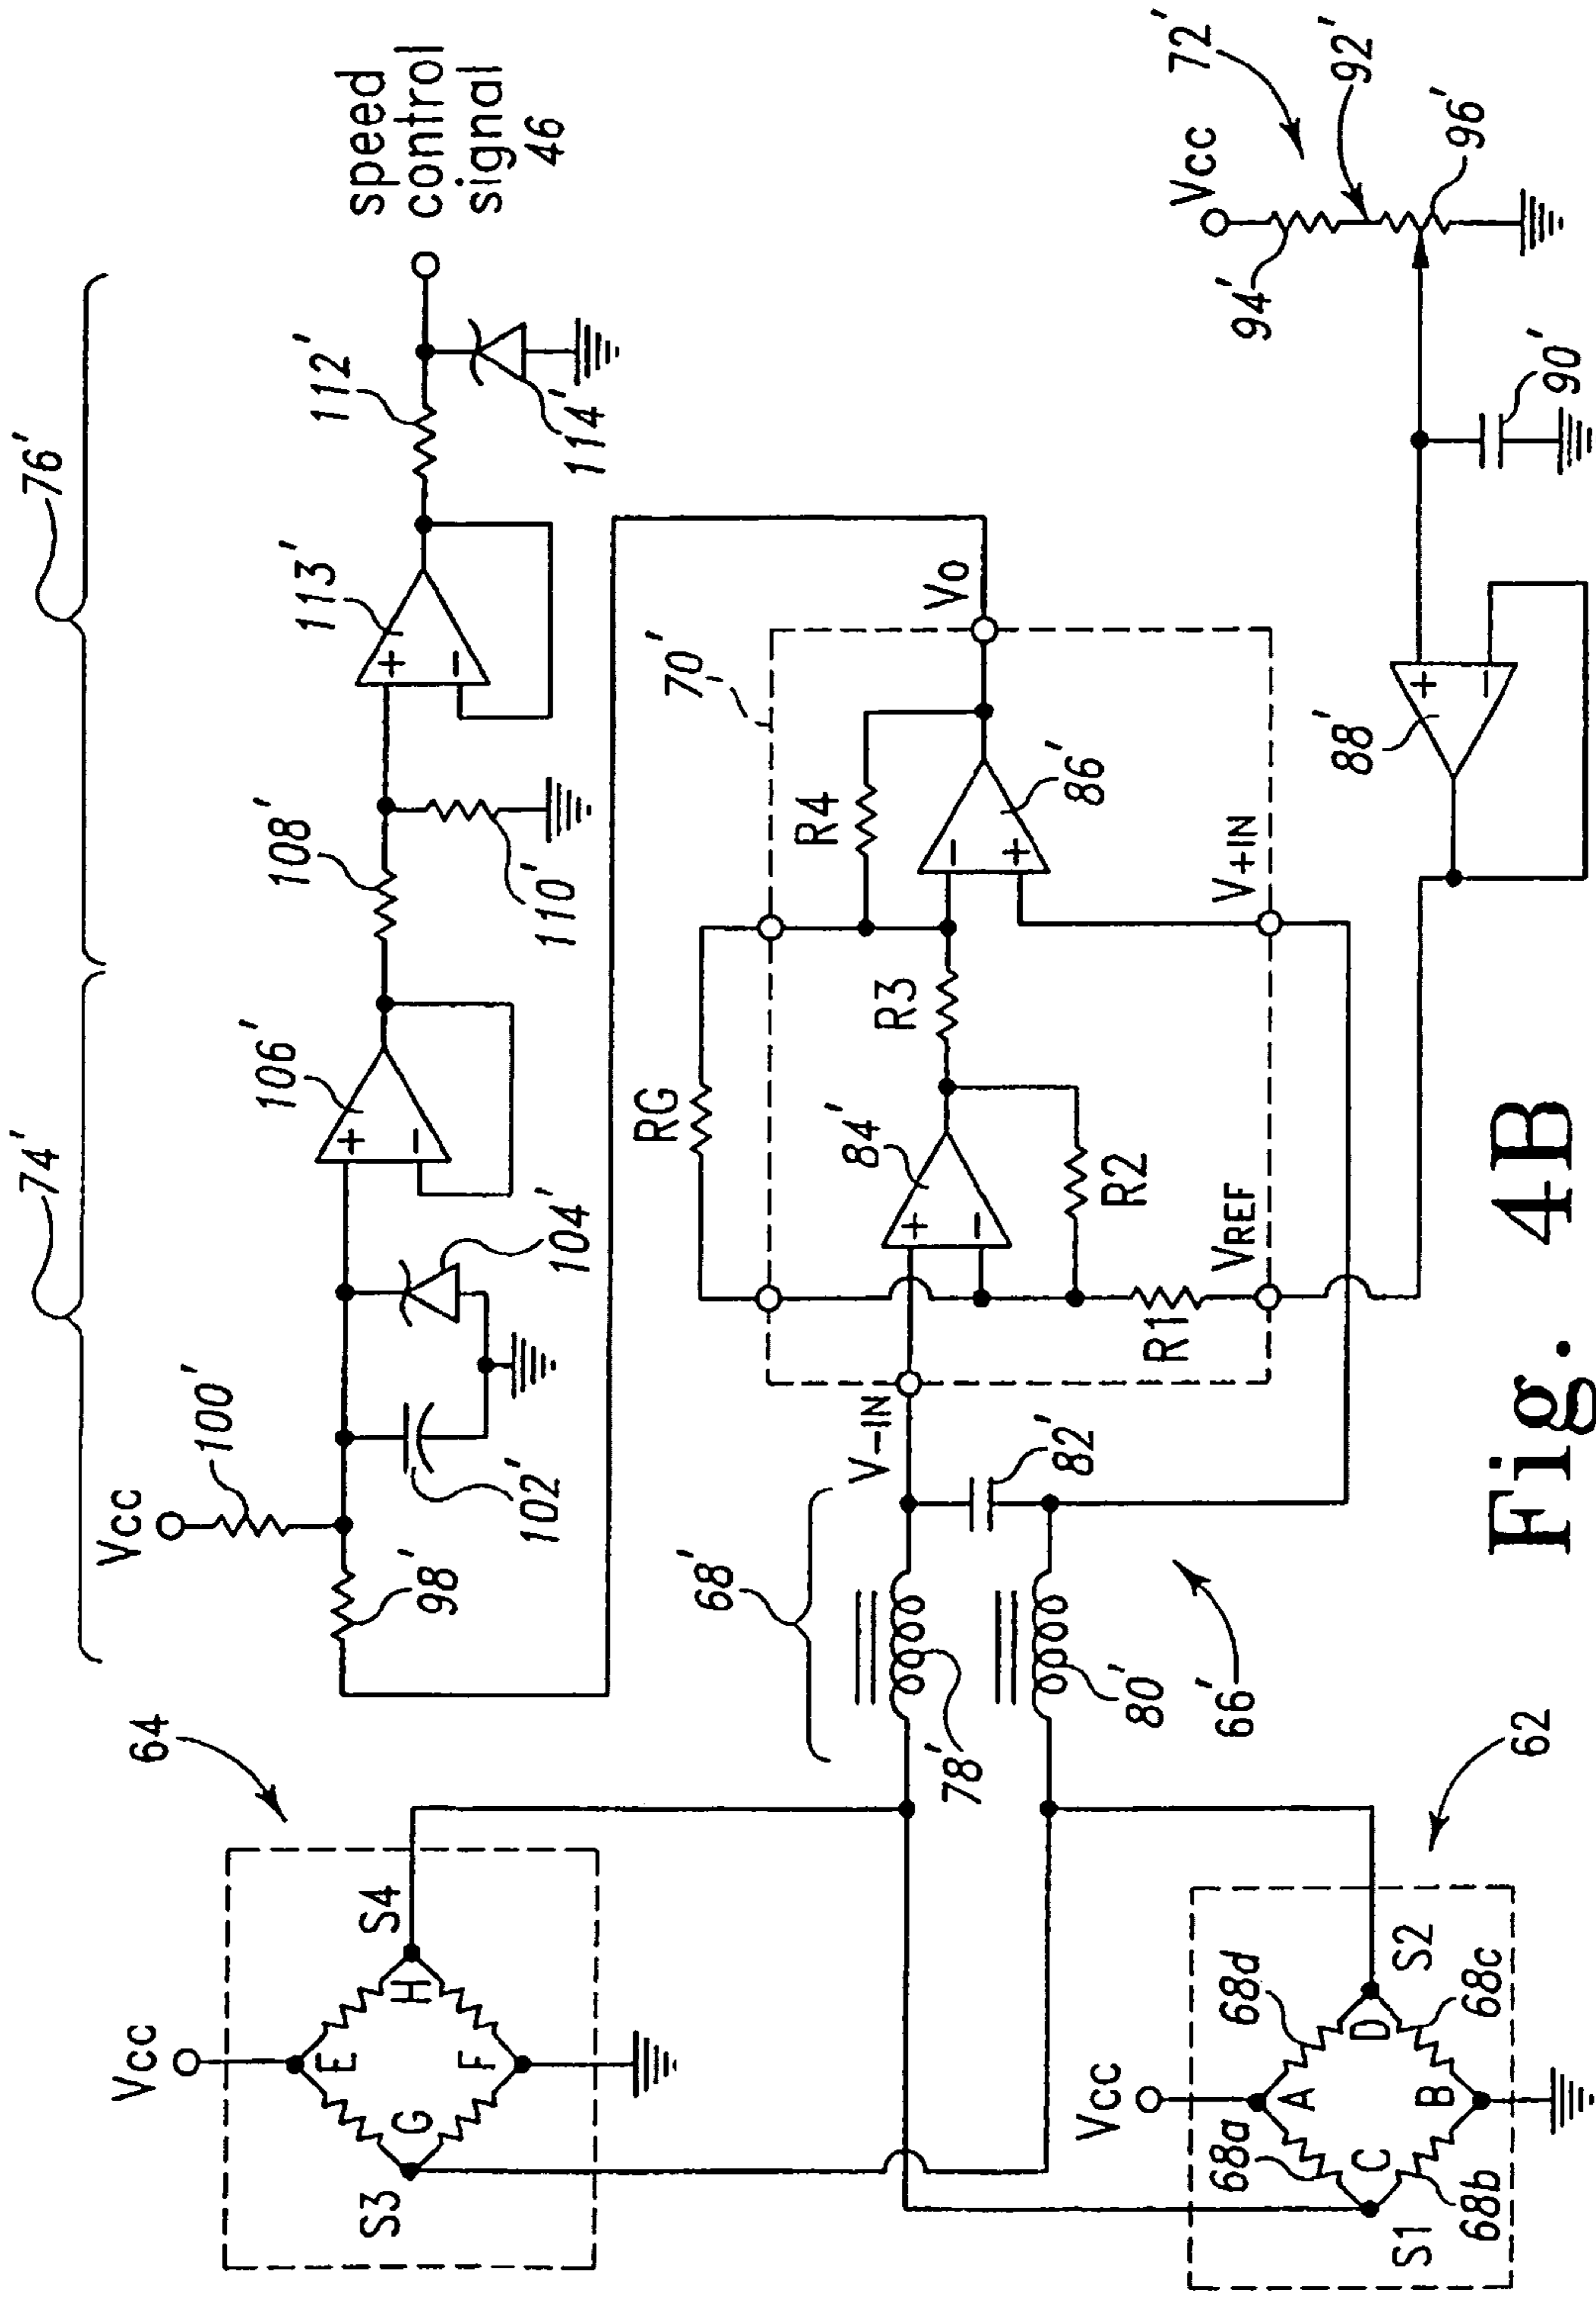 74'
76'
Vcc
100'
98'
102'
104'
106'
108'
110'
113'
112'
114'
speed
control
signal
46
64
Vcc
E
F
G
H
S3
S4
62
Vcc
A
B
C
D
S1
S2
68a
68b
68c
68d
68'
78'
80'
82'
66'
V-IN
70'
RG
84'
+
−
R1
R2
R3
R4
86'
−
+
VREF
V+IN
Vo
88'
+
−
90'
72'
Vcc
92'
94'
96'
+
−
+
−
Fig. 4B